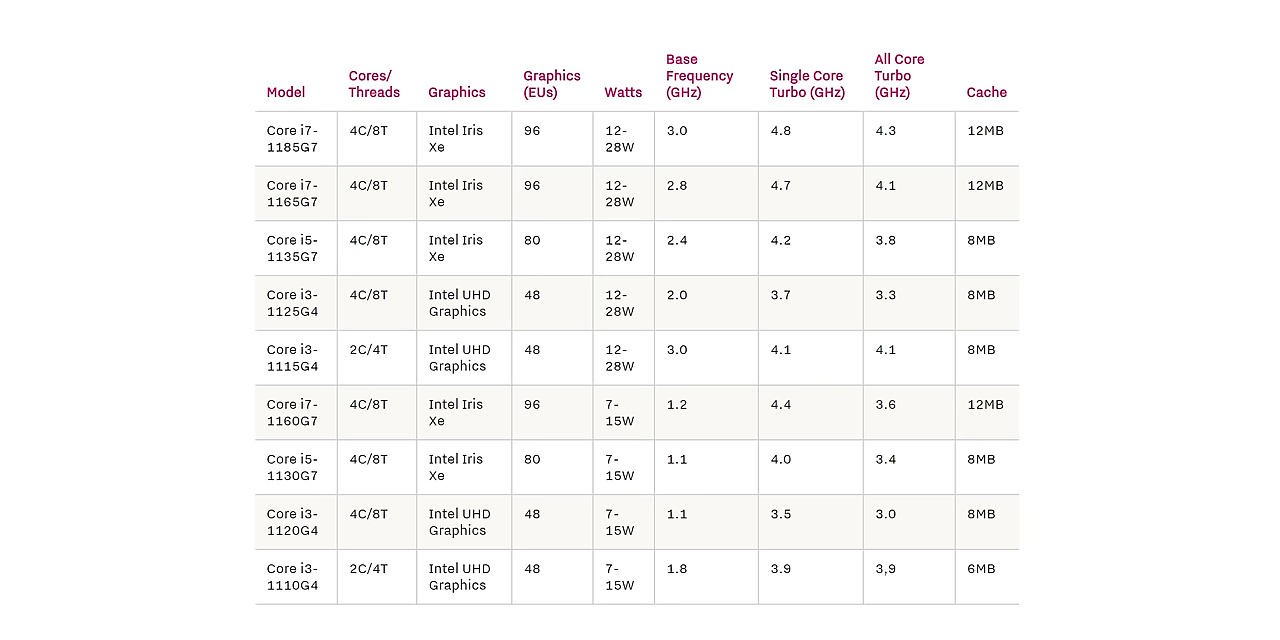 Model Cores/ Threads Graphics Graphics (EUs) Watts Base Frequency (GHz) Single Core Turbo (GHz) All Core Turbo (GHz) Cache
Core i7-1185G7 4C/8T Intel Iris Xe 96 12-28W 3.0 4.8 4.3 12MB
Core i7-1165G7 4C/8T Intel Iris Xe 96 12-28W 2.8 4.7 4.1 12MB
Core i5-1135G7 4C/8T Intel Iris Xe 80 12-28W 2.4 4.2 3.8 8MB
Core i3-1125G4 4C/8T Intel UHD Graphics 48 12-28W 2.0 3.7 3.3 8MB
Core i3-1115G4 2C/4T Intel UHD Graphics 48 12-28W 3.0 4.1 4.1 8MB
Core i7-1160G7 4C/8T Intel Iris Xe 96 7-15W 1.2 4.4 3.6 12MB
Core i5-1130G7 4C/8T Intel Iris Xe 80 7-15W 1.1 4.0 3.4 8MB
Core i3-1120G4 4C/8T Intel UHD Graphics 48 7-15W 1.1 3.5 3.0 8MB
Core i3-1110G4 2C/4T Intel UHD Graphics 48 7-15W 1.8 3.9 3,9 6MB